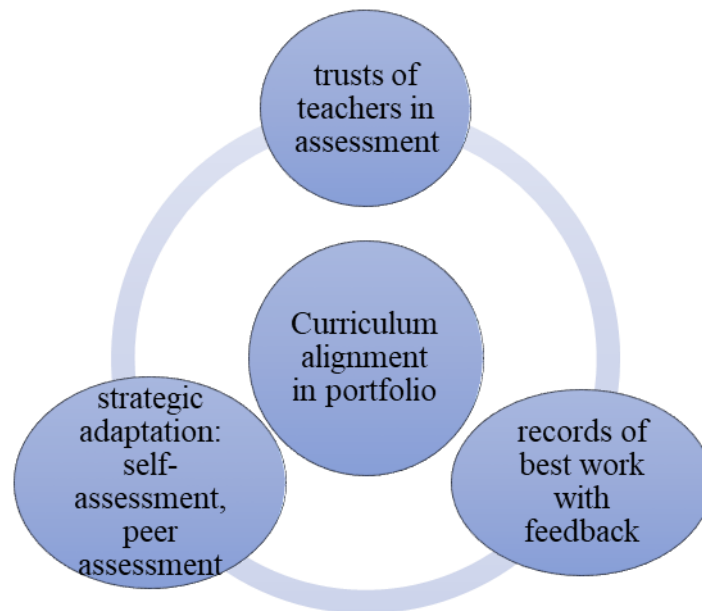 trusts of
teachers in
assessment
Curriculum
alignment
in portfolio
strategic
adaptation:
self-
assessment,
peer
assessment
records of
best work
with
feedback